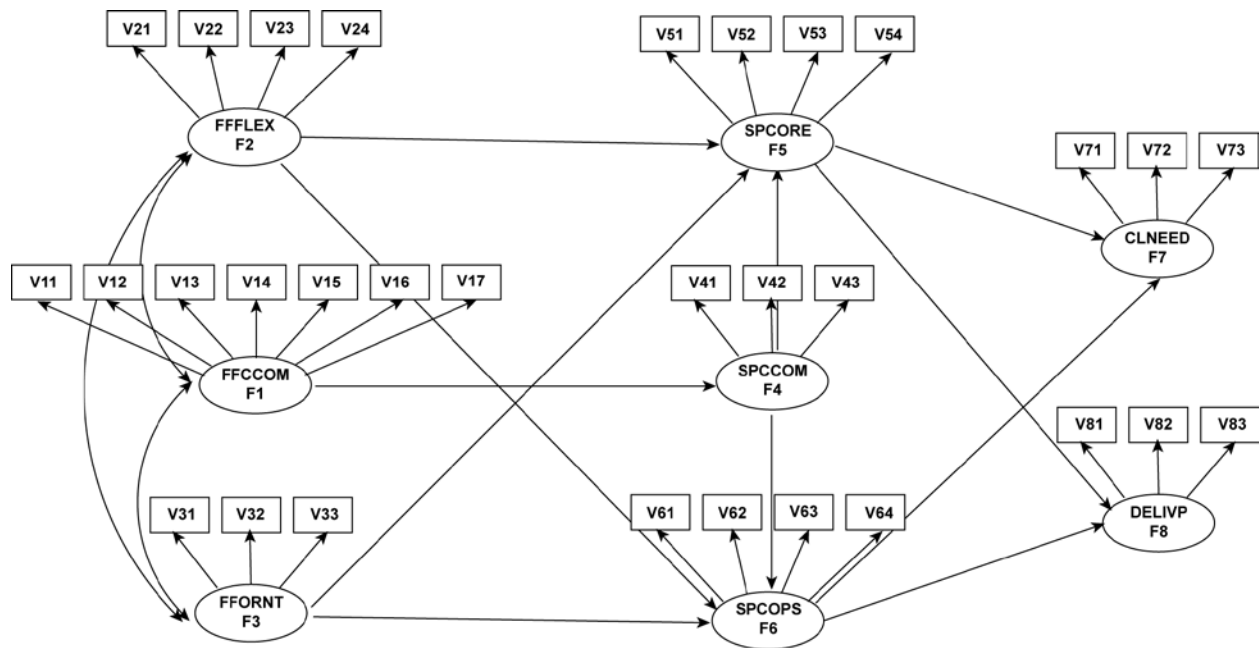 V21 V22 V23 V24
V51 V52 V53 V54
FFFLEX
F2
SPCORE
F5
V71 V72 V73
CLNEED
F7
V11 V12 V13 V14 V15 V16 V17
V41 V42 V43
FFCCOM
F1
SPCCOM
F4
V81 V82 V83
DELIVP
F8
V31 V32 V33
V61 V62 V63 V64
FFORNT
F3
SPCOPS
F6